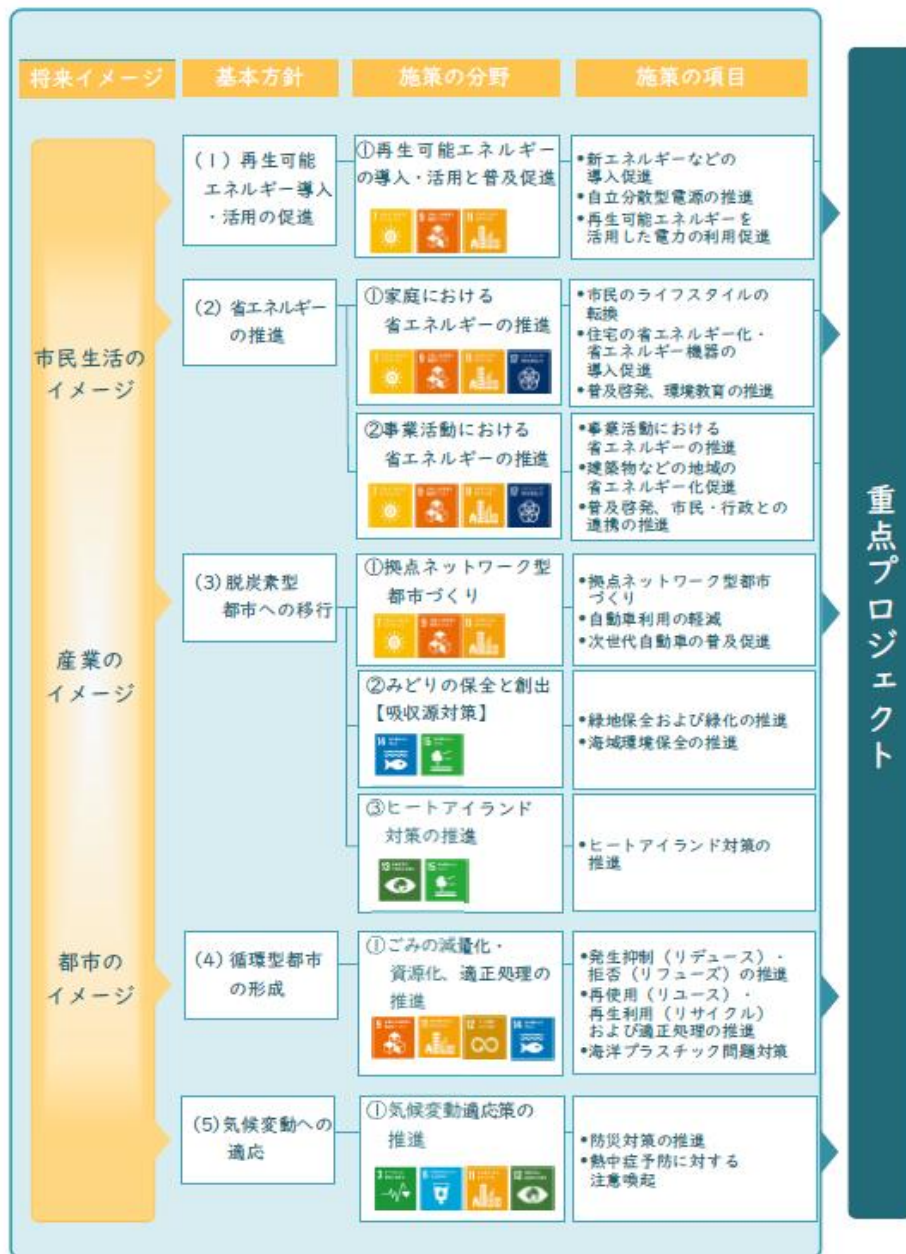 将来イメージ
基本方針
施策の分野
施策の項目
市民生活の
イメージ
産業の
イメージ
都市の
イメージ
(1) 再生可能
エネルギー導入
・活用の促進
①再生可能エネルギー
の導入・活用と普及促進
7
9
11
•新エネルギーなどの
導入促進
•自立分散型電源の推進
•再生可能エネルギーを
活用した電力の利用促進
(2) 省エネルギー
の推進
①家庭における
省エネルギーの推進
7
9
11
17
•市民のライフスタイルの
転換
•住宅の省エネルギー化・
省エネルギー機器の
導入促進
•普及啓発、環境教育の推進
②事業活動における
省エネルギーの推進
7
9
11
17
•事業活動における
省エネルギーの推進
•建築物などの地域の
省エネルギー化促進
•普及啓発、市民・行政との
連携の推進
(3) 脱炭素型
都市への移行
①拠点ネットワーク型
都市づくり
7
9
11
•拠点ネットワーク型都市
づくり
•自動車利用の軽減
•次世代自動車の普及促進
②みどりの保全と創出
【吸収源対策】
14
15
•緑地保全および緑化の推進
•海域環境保全の推進
③ヒートアイランド
対策の推進
13
15
•ヒートアイランド対策の
推進
(4) 循環型都市
の形成
①ごみの減量化・
資源化、適正処理の
推進
9
11
12
14
•発生抑制（リデュース）・
拒否（リフューズ）の推進
•再使用（リユース）・
再生利用（リサイクル）
および適正処理の推進
•海洋プラスチック問題対策
(5) 気候変動への
適応
①気候変動適応策の
推進
3
6
11
13
•防災対策の推進
•熱中症予防に対する
注意喚起
重点プロジェクト